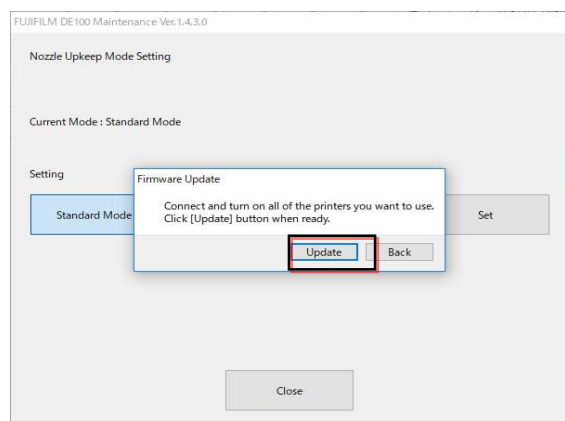 FUJIFILM DE100 Maintenance Ver.1.4.3.0
Nozzle Upkeep Mode Setting
Current Mode : Standard Mode
Setting
Firmware Update
Connect and turn on all of the printers you want to use.
Click [Update] button when ready.
Standard Mode
Set
Update Back
Close